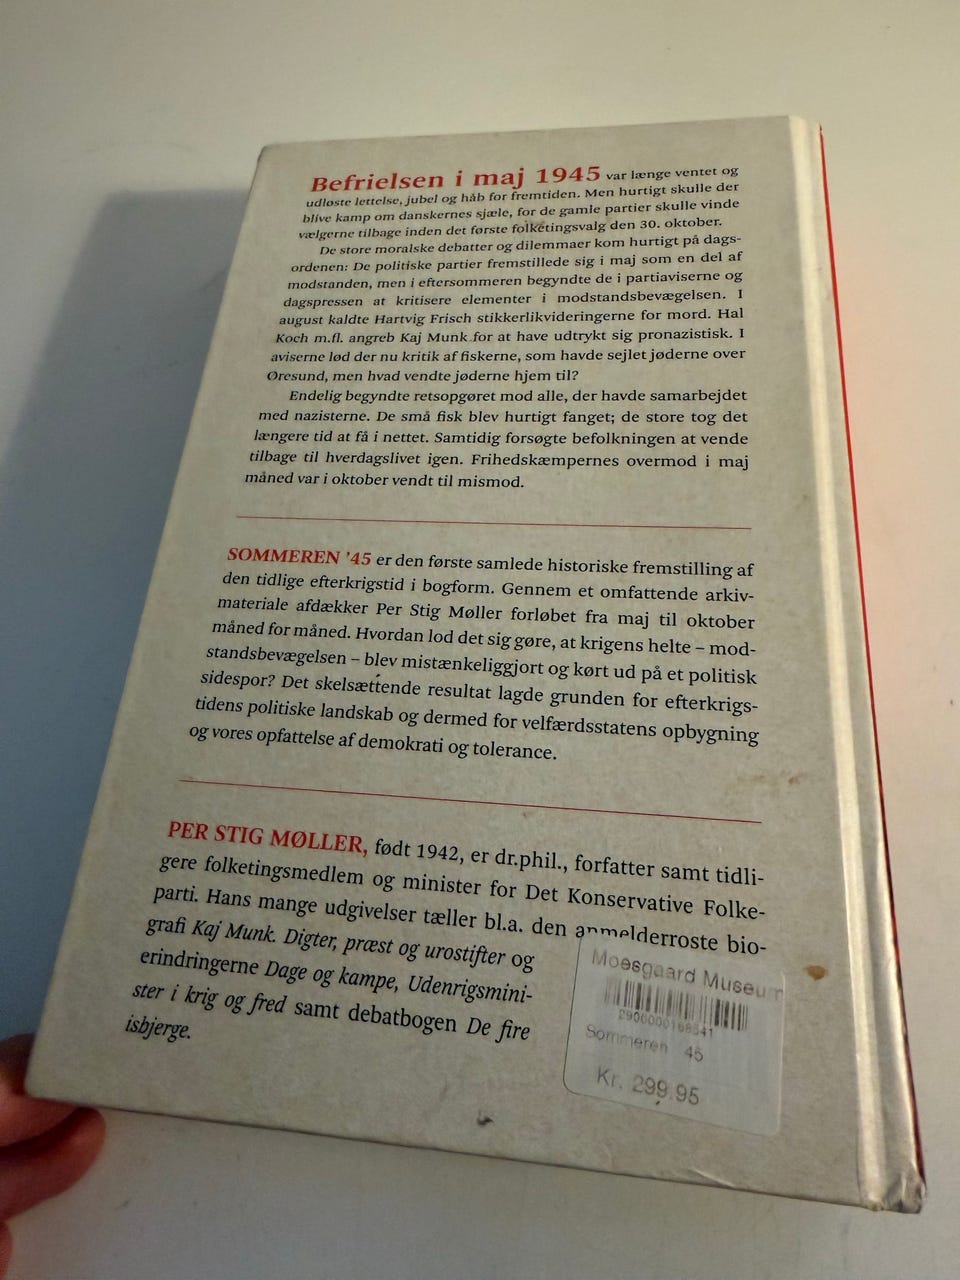 Befrielsen i maj 1945 var længe ventet og
udløste lettelse, jubel og håb for fremtiden. Men hurtigt skulle der
blive kamp om danskernes sjæle, for de gamle partier skulle vinde
vælgerne tilbage inden det første folketingsvalg den 30. oktober.
De store moralske debatter og dilemmaer kom hurtigt på dags-
ordenen: De politiske partier fremstillede sig i maj som en del af
modstanden, men i eftersommeren begyndte de i partiaviserne og
dagspressen at kritisere elementer i modstandsbevægelsen. I
august kaldte Hartvig Frisch stikkerlikvideringerne for mord. Hal
Koch m.fl. angreb Kaj Munk for at have udtrykt sig pronazistisk. I
aviserne lød der nu kritik af fiskerne, som havde sejlet jøderne over
Øresund, men hvad vendte jøderne hjem til?
Endelig begyndte retsopgøret mod alle, der havde samarbejdet
med nazisterne. De små fisk blev hurtigt fanget; de store tog det
længere tid at få i nettet. Samtidig forsøgte befolkningen at vende
tilbage til hverdagslivet igen. Frihedskæmpernes overmod i maj
måned var i oktober vendt til mismod.
SOMMEREN '45 er den første samlede historiske fremstilling af
den tidlige efterkrigstid i bogform. Gennem et omfattende arkiv-
materiale afdækker Per Stig Møller forløbet fra maj til oktober
måned for måned. Hvordan lod det sig gøre, at krigens helte – mod-
standsbevægelsen – blev mistænkeliggjort og kørt ud på et politisk
sidespor? Det skelsættende resultat lagde grunden for efterkrigs-
tidens politiske landskab og dermed for velfærdsstatens opbygning
og vores opfattelse af demokrati og tolerance.
PER STIG MØLLER, født 1942, er dr.phil., forfatter samt tidli-
gere folketingsmedlem og minister for Det Konservative Folke-
parti. Hans mange udgivelser tæller bl.a. den anmelderroste bio-
grafi Kaj Munk. Digter, præst og urostifter og
erindringerne Dage og kampe, Udenrigsmini-
ster i krig og fred samt debatbogen De fire
isbjerge.
Moesgaard Museum
Sommeren 45
Kr. 299.95